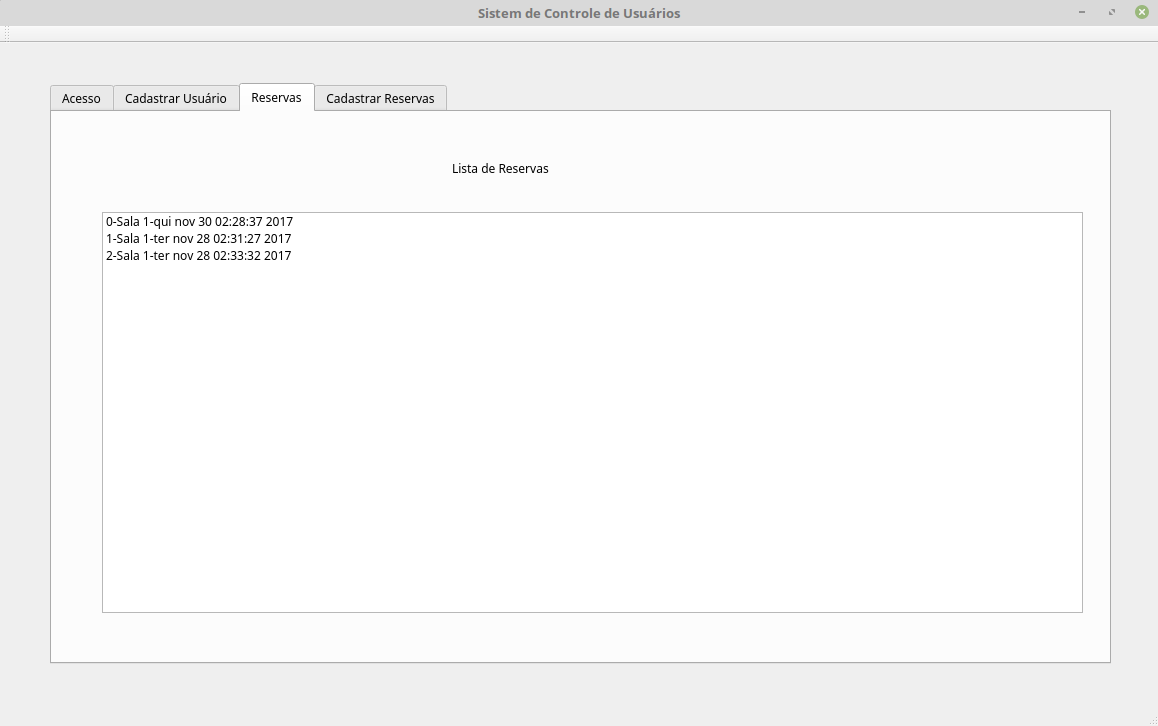 Sistem de Controle de Usuários
Acesso Cadastrar Usuário Reservas Cadastrar Reservas
Lista de Reservas
0-Sala 1-qui nov 30 02:28:37 2017
1-Sala 1-ter nov 28 02:31:27 2017
2-Sala 1-ter nov 28 02:33:32 2017